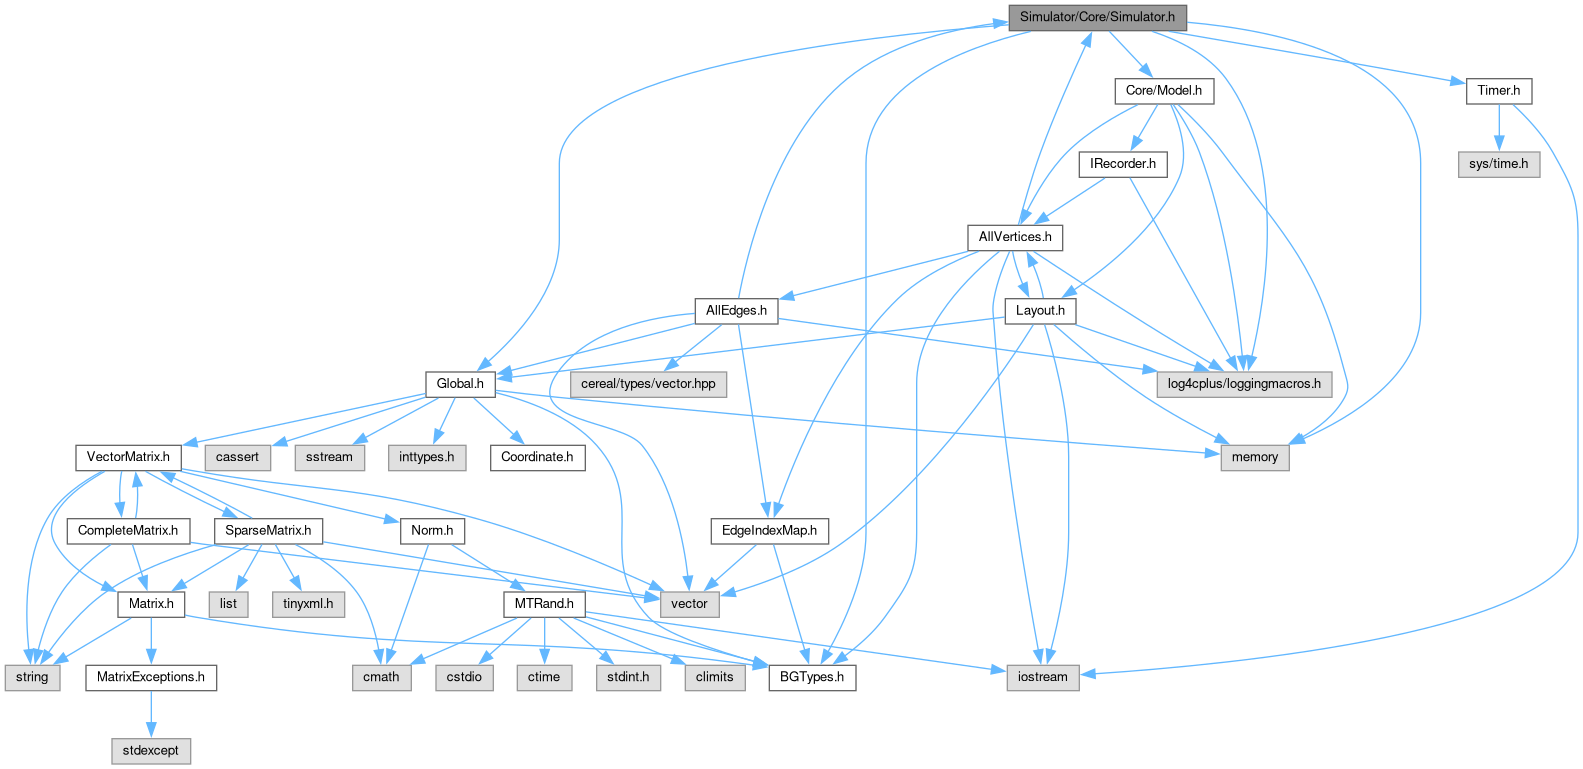 Simulator/Core/Simulator.h
Core/Model.h
Timer.h
IRecorder.h
sys/time.h
AllVertices.h
AllEdges.h
Layout.h
Global.h
cereal/types/vector.hpp
log4cplus/loggingmacros.h
VectorMatrix.h
cassert
sstream
inttypes.h
Coordinate.h
memory
CompleteMatrix.h
SparseMatrix.h
Norm.h
EdgeIndexMap.h
Matrix.h
list
tinyxml.h
MTRand.h
vector
string
MatrixExceptions.h
cmath
cstdio
ctime
stdint.h
climits
BGTypes.h
iostream
stdexcept